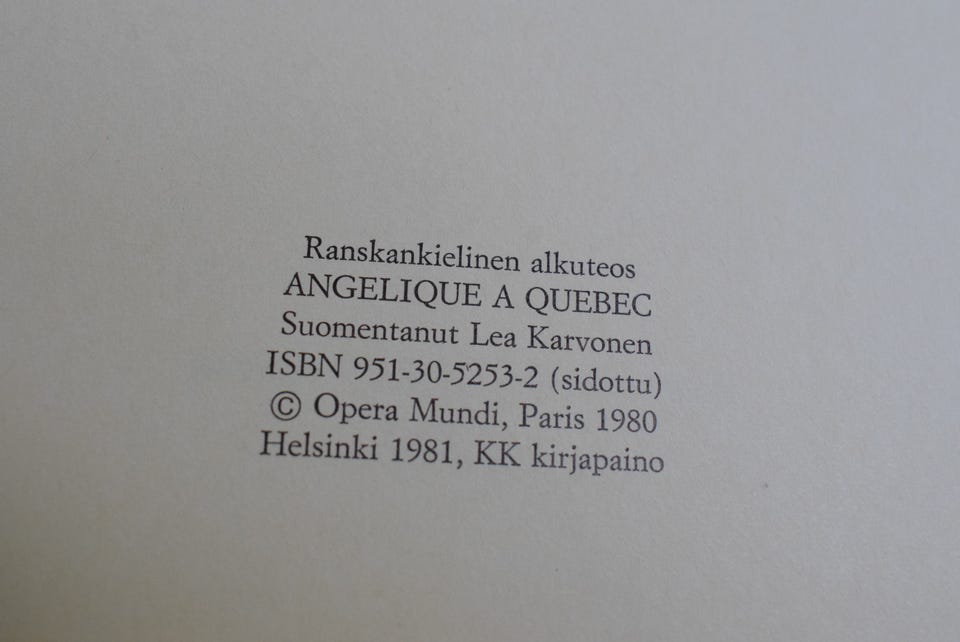 Ranskankielinen alkuteos
ANGELIQUE A QUEBEC
Suomentanut Lea Karvonen
ISBN 951-30-5253-2 (sidottu)
© Opera Mundi, Paris 1980
Helsinki 1981, KK kirjapaino